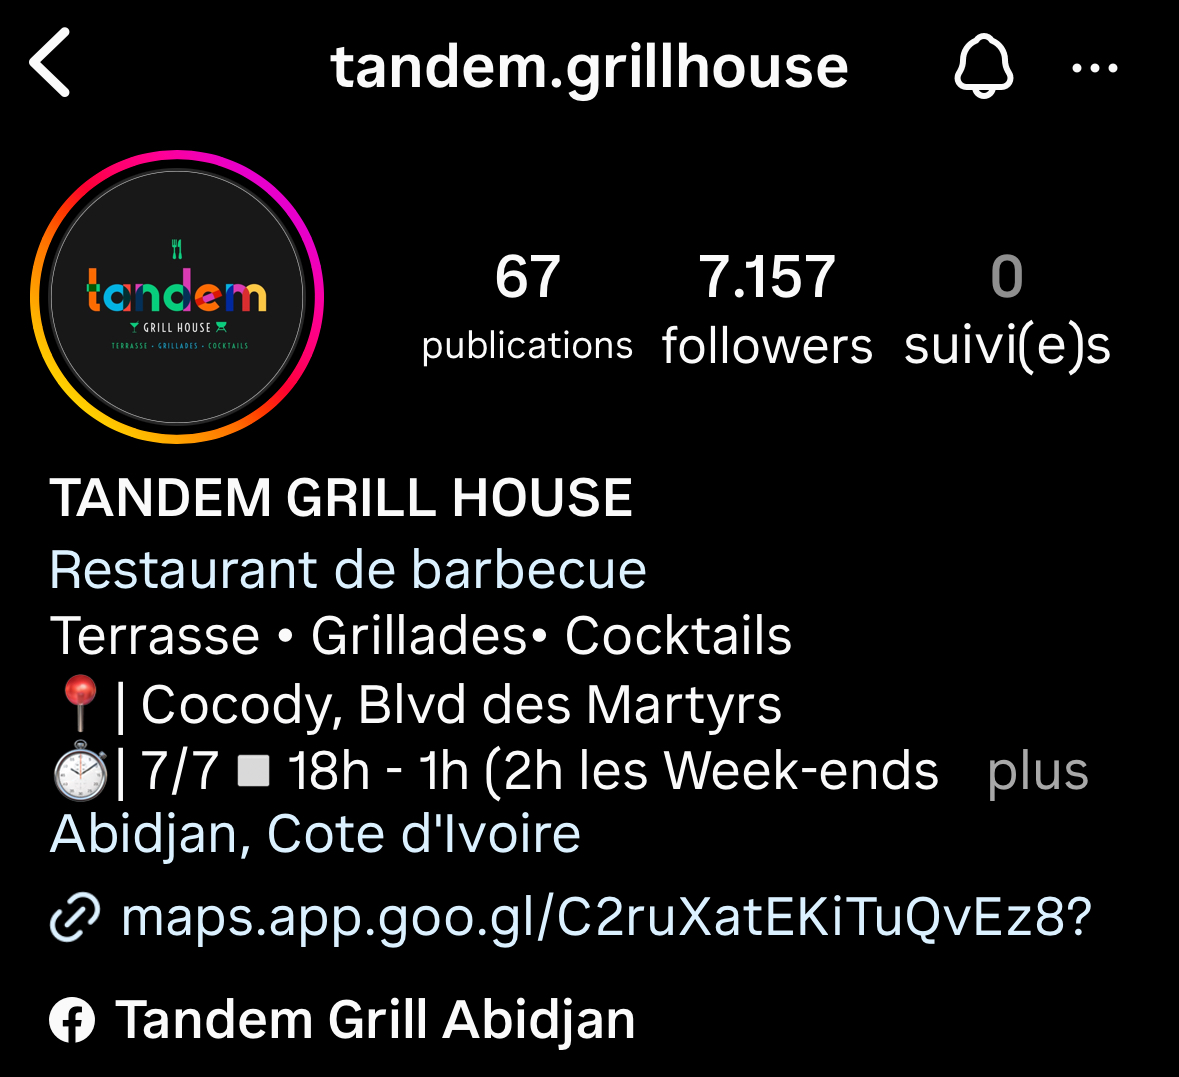 tandem.grillhouse
tandem
GRILL HOUSE
TERRASSE • GRILLADES • COCKTAILS
67 7.157 0
publications followers suivi(e)s
TANDEM GRILL HOUSE
Restaurant de barbecue
Terrasse • Grillades• Cocktails
📍| Cocody, Blvd des Martyrs
⏱️| 7/7 ◽ 18h - 1h (2h les Week-ends plus
Abidjan, Cote d'Ivoire
maps.app.goo.gl/C2ruXatEKiTuQvEz8?
Tandem Grill Abidjan